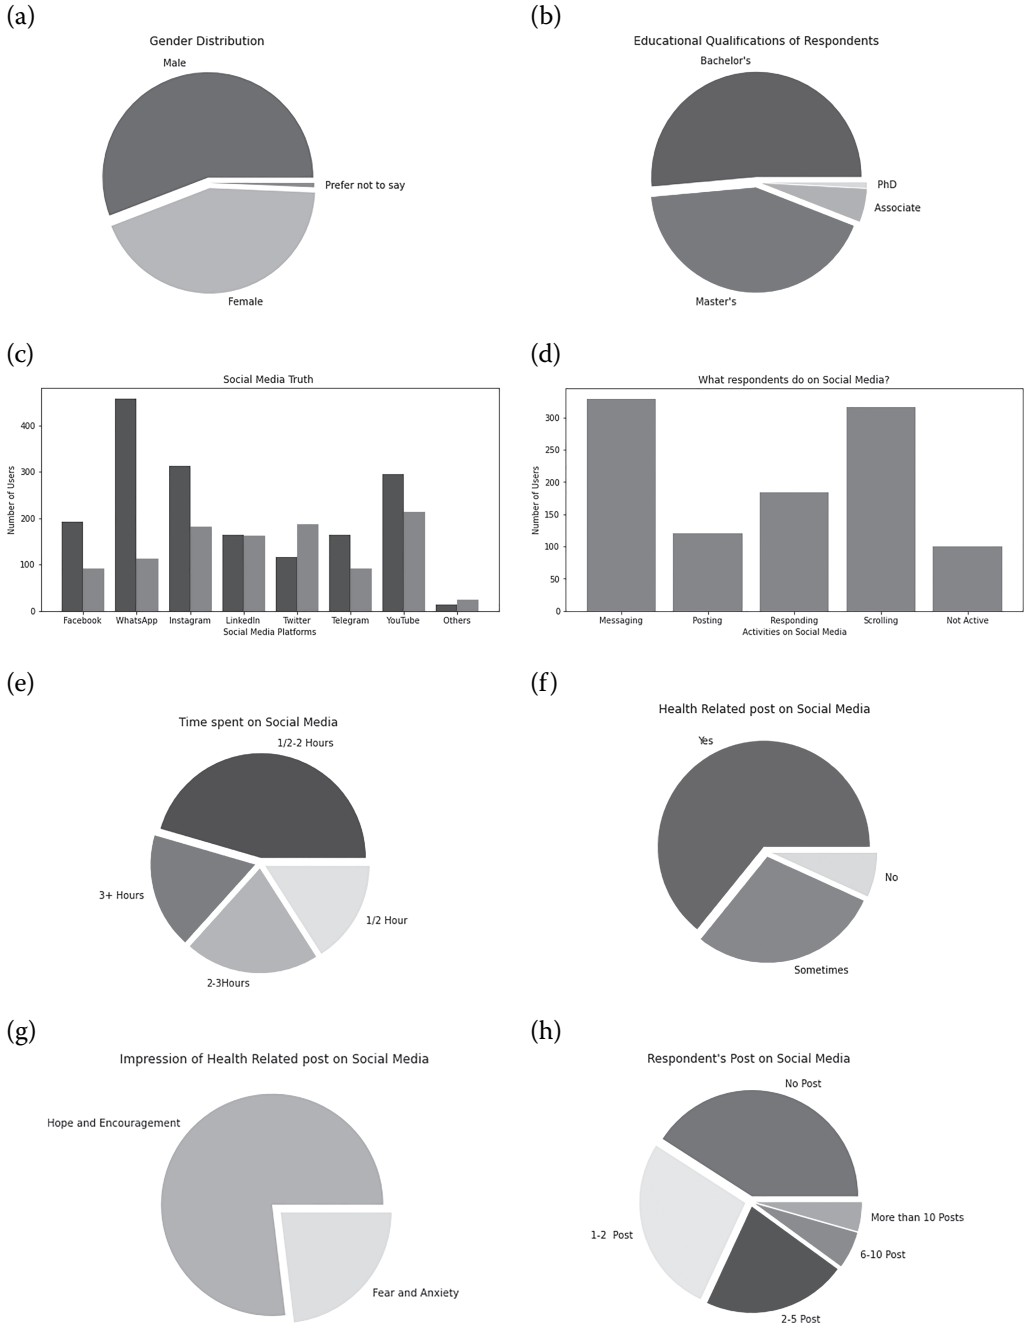 (a)
Gender Distribution
Male
Prefer not to say
Female
(b)
Educational Qualifications of Respondents
Bachelor's
PhD
Associate
Master's
(c)
Social Media Truth
Number of Users
400
300
200
100
0
Facebook WhatsApp Instagram LinkedIn Twitter Telegram YouTube Others
Social Media Platforms
(d)
What respondents do on Social Media?
Number of Users
300
250
200
150
100
50
0
Messaging Posting Responding Scrolling Not Active
Activities on Social Media
(e)
Time spent on Social Media
1/2-2 Hours
3+ Hours
1/2 Hour
2-3Hours
(f)
Health Related post on Social Media
Yes
No
Sometimes
(g)
Impression of Health Related post on Social Media
Hope and Encouragement
Fear and Anxiety
(h)
Respondent's Post on Social Media
No Post
More than 10 Posts
1-2 Post
6-10 Post
2-5 Post